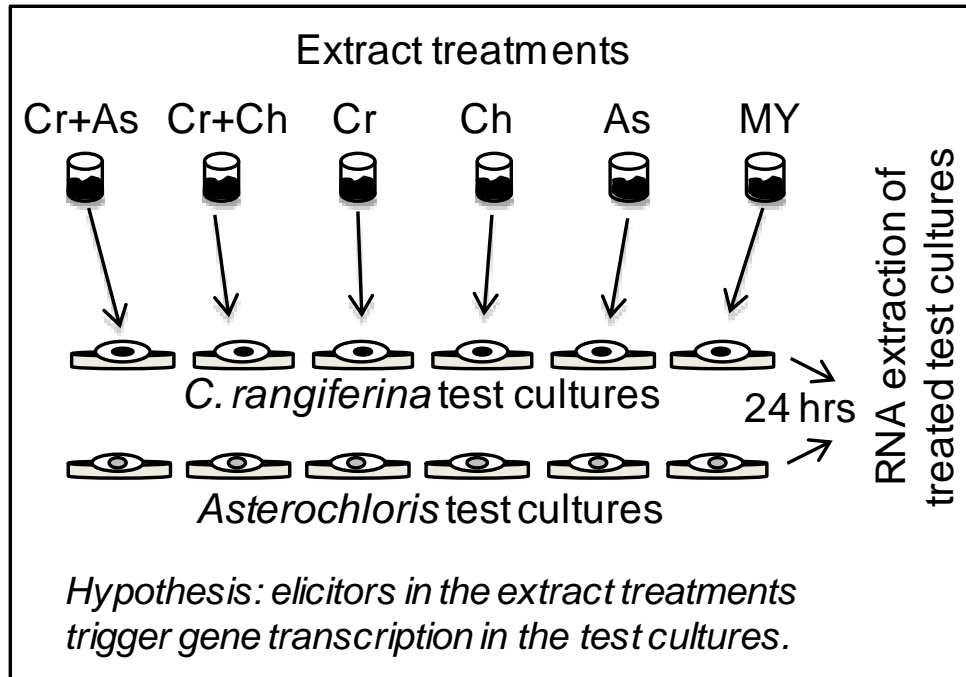 Extract treatments
Cr+As Cr+Ch Cr Ch As MY
C. rangiferina test cultures
24 hrs
Asterochloris test cultures
RNA extraction of
treated test cultures
Hypothesis: elicitors in the extract treatments
trigger gene transcription in the test cultures.